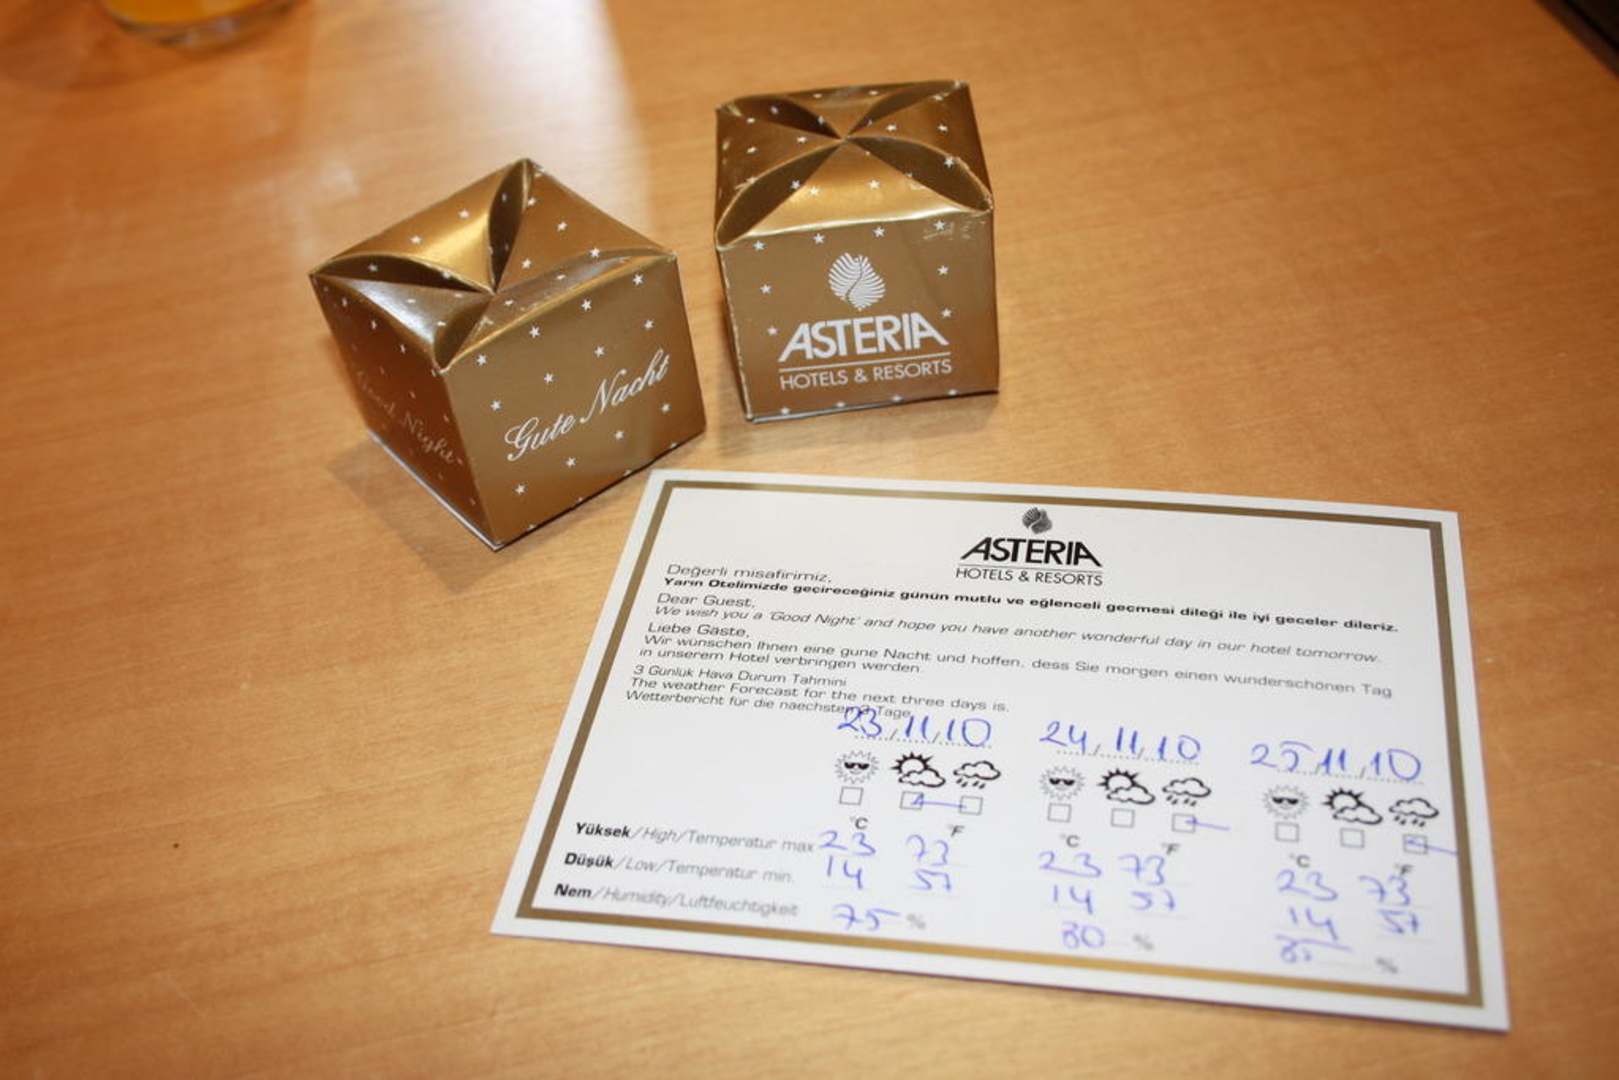 ASTERIA
HOTELS & RESORTS
Good Night
Gute Nacht
ASTERIA
HOTELS & RESORTS
Değerli misafirimiz,
Yarın Otelimizde geçireceğiniz günün mutlu ve eğlenceli geçmesi dileği ile iyi geceler dileriz.
Dear Guest,
We wish you a 'Good Night' and hope you have another wonderful day in our hotel tomorrow.
Liebe Gäste,
Wir wünschen Ihnen eine gune Nacht und hoffen, dess Sie morgen einen wunderschönen Tag
in unserem Hotel verbringen werden.
3 Günlük Hava Durum Tahmini
The weather Forecast for the next three days is.
Wetterbericht für die naechsten 3 Tage
23.11.10 24.11.10 25.11.10
°C °F °C °F °C °F
Yüksek/High/Temperatur max 23 73 23 73 23 73
Düşük/Low/Temperatur min. 14 57 14 57 14 57
Nem/Humidity/Luftfeuchtigkeit 75 % 80 % %